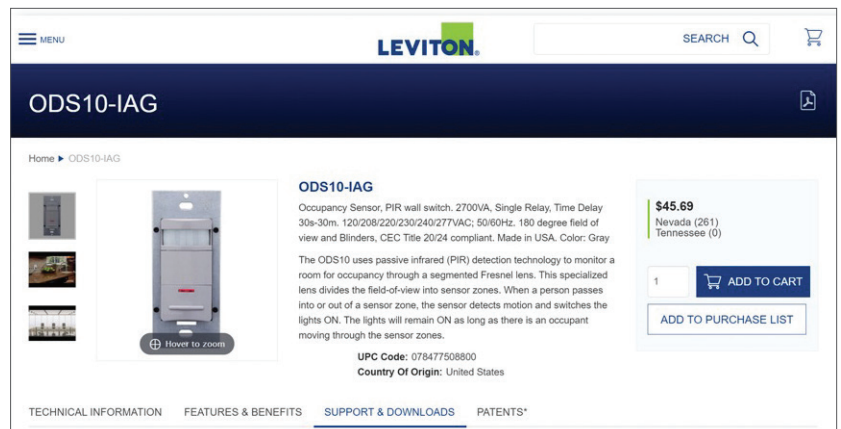 MENU
LEVITON®
SEARCH
ODS10-IAG
Home ▶ ODS10-IAG
ODS10-IAG
Occupancy Sensor, PIR wall switch. 2700VA, Single Relay, Time Delay
30s-30m. 120/208/220/230/240/277VAC; 50/60Hz. 180 degree field of
view and Blinders, CEC Title 20/24 compliant. Made in USA. Color: Gray
The ODS10 uses passive infrared (PIR) detection technology to monitor a
room for occupancy through a segmented Fresnel lens. This specialized
lens divides the field-of-view into sensor zones. When a person passes
into or out of a sensor zone, the sensor detects motion and switches the
lights ON. The lights will remain ON as long as there is an occupant
moving through the sensor zones.
UPC Code: 078477508800
Country Of Origin: United States
Hover to zoom
$45.69
Nevada (261)
Tennessee (0)
1
ADD TO CART
ADD TO PURCHASE LIST
TECHNICAL INFORMATION FEATURES & BENEFITS SUPPORT & DOWNLOADS PATENTS*